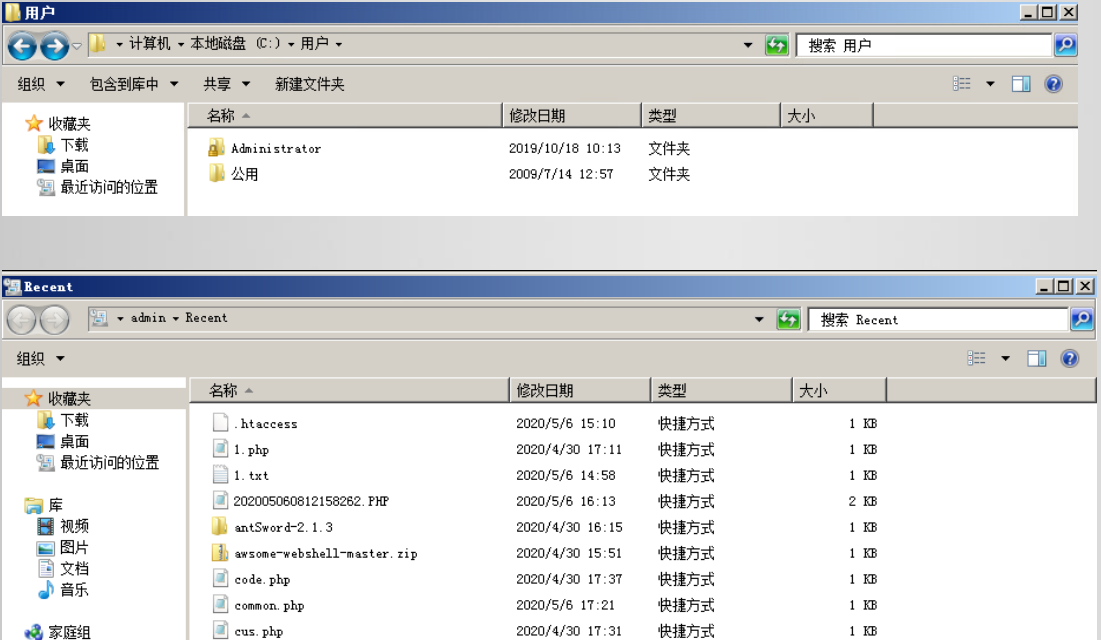 用户
计算机 本地磁盘 (C:) 用户
搜索 用户
组织 包含到库中 共享 新建文件夹
收藏夹
下载
桌面
最近访问的位置
名称 修改日期 类型 大小
Administrator 2019/10/18 10:13 文件夹
公用 2009/7/14 12:57 文件夹
Recent
admin Recent
搜索 Recent
组织
收藏夹
下载
桌面
最近访问的位置
库
视频
图片
文档
音乐
家庭组
名称 修改日期 类型 大小
.htaccess 2020/5/6 15:10 快捷方式 1 KB
1.php 2020/4/30 17:11 快捷方式 1 KB
1.txt 2020/5/6 14:58 快捷方式 1 KB
202005060812158262.PHP 2020/5/6 16:13 快捷方式 2 KB
antSword-2.1.3 2020/4/30 16:15 快捷方式 1 KB
awsome-webshell-master.zip 2020/4/30 15:51 快捷方式 1 KB
code.php 2020/4/30 17:37 快捷方式 1 KB
common.php 2020/5/6 17:21 快捷方式 1 KB
cus.php 2020/4/30 17:31 快捷方式 1 KB